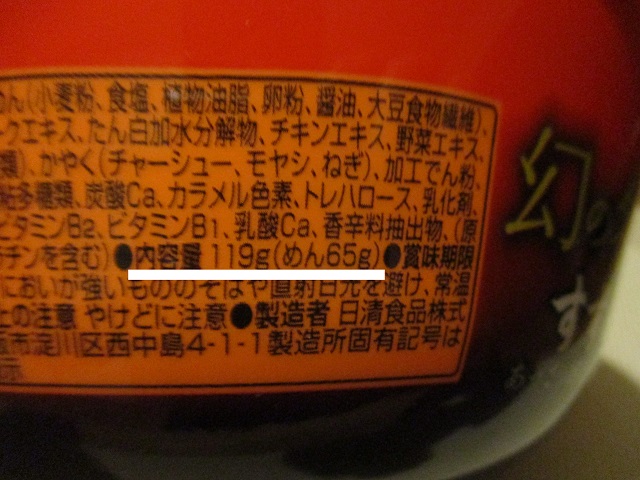 めん(小麦粉、食塩、植物油脂、卵粉、醤油、大豆食物繊維)、
ークエキス、たん白加水分解物、チキンエキス、野菜エキス、
類)、かやく(チャーシュー、モヤシ、ねぎ)、加工でん粉、
粘多糖類、炭酸Ca、カラメル色素、トレハロース、乳化剤、
ビタミンB2、ビタミンB1、乳酸Ca、香辛料抽出物、(原
チンを含む)●内容量 119g(めん65g)●賞味期限
においが強いもののそばや直射日光を避け、常温
上の注意 やけどに注意●製造者 日清食品株式
阪市淀川区西中島4-1-1製造所固有記号は
幻の
す